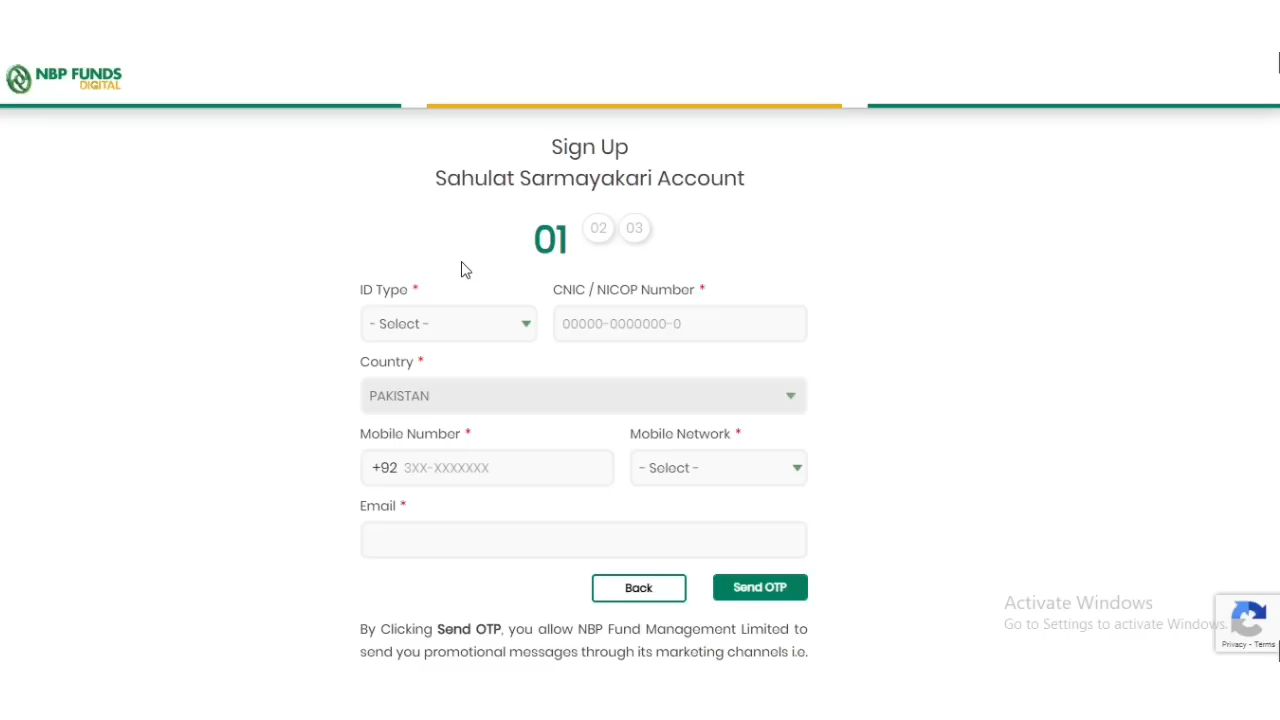 NBP FUNDS
DIGITAL
Sign Up
Sahulat Sarmayakari Account
01 02 03
ID Type * CNIC / NICOP Number *
- Select - 00000-0000000-0
Country *
PAKISTAN
Mobile Number * Mobile Network *
+92 3XX-XXXXXXX - Select -
Email *
Back Send OTP
By Clicking Send OTP, you allow NBP Fund Management Limited to
send you promotional messages through its marketing channels i.e.
Activate Windows
Go to Settings to activate Windows.
Privacy - Terms